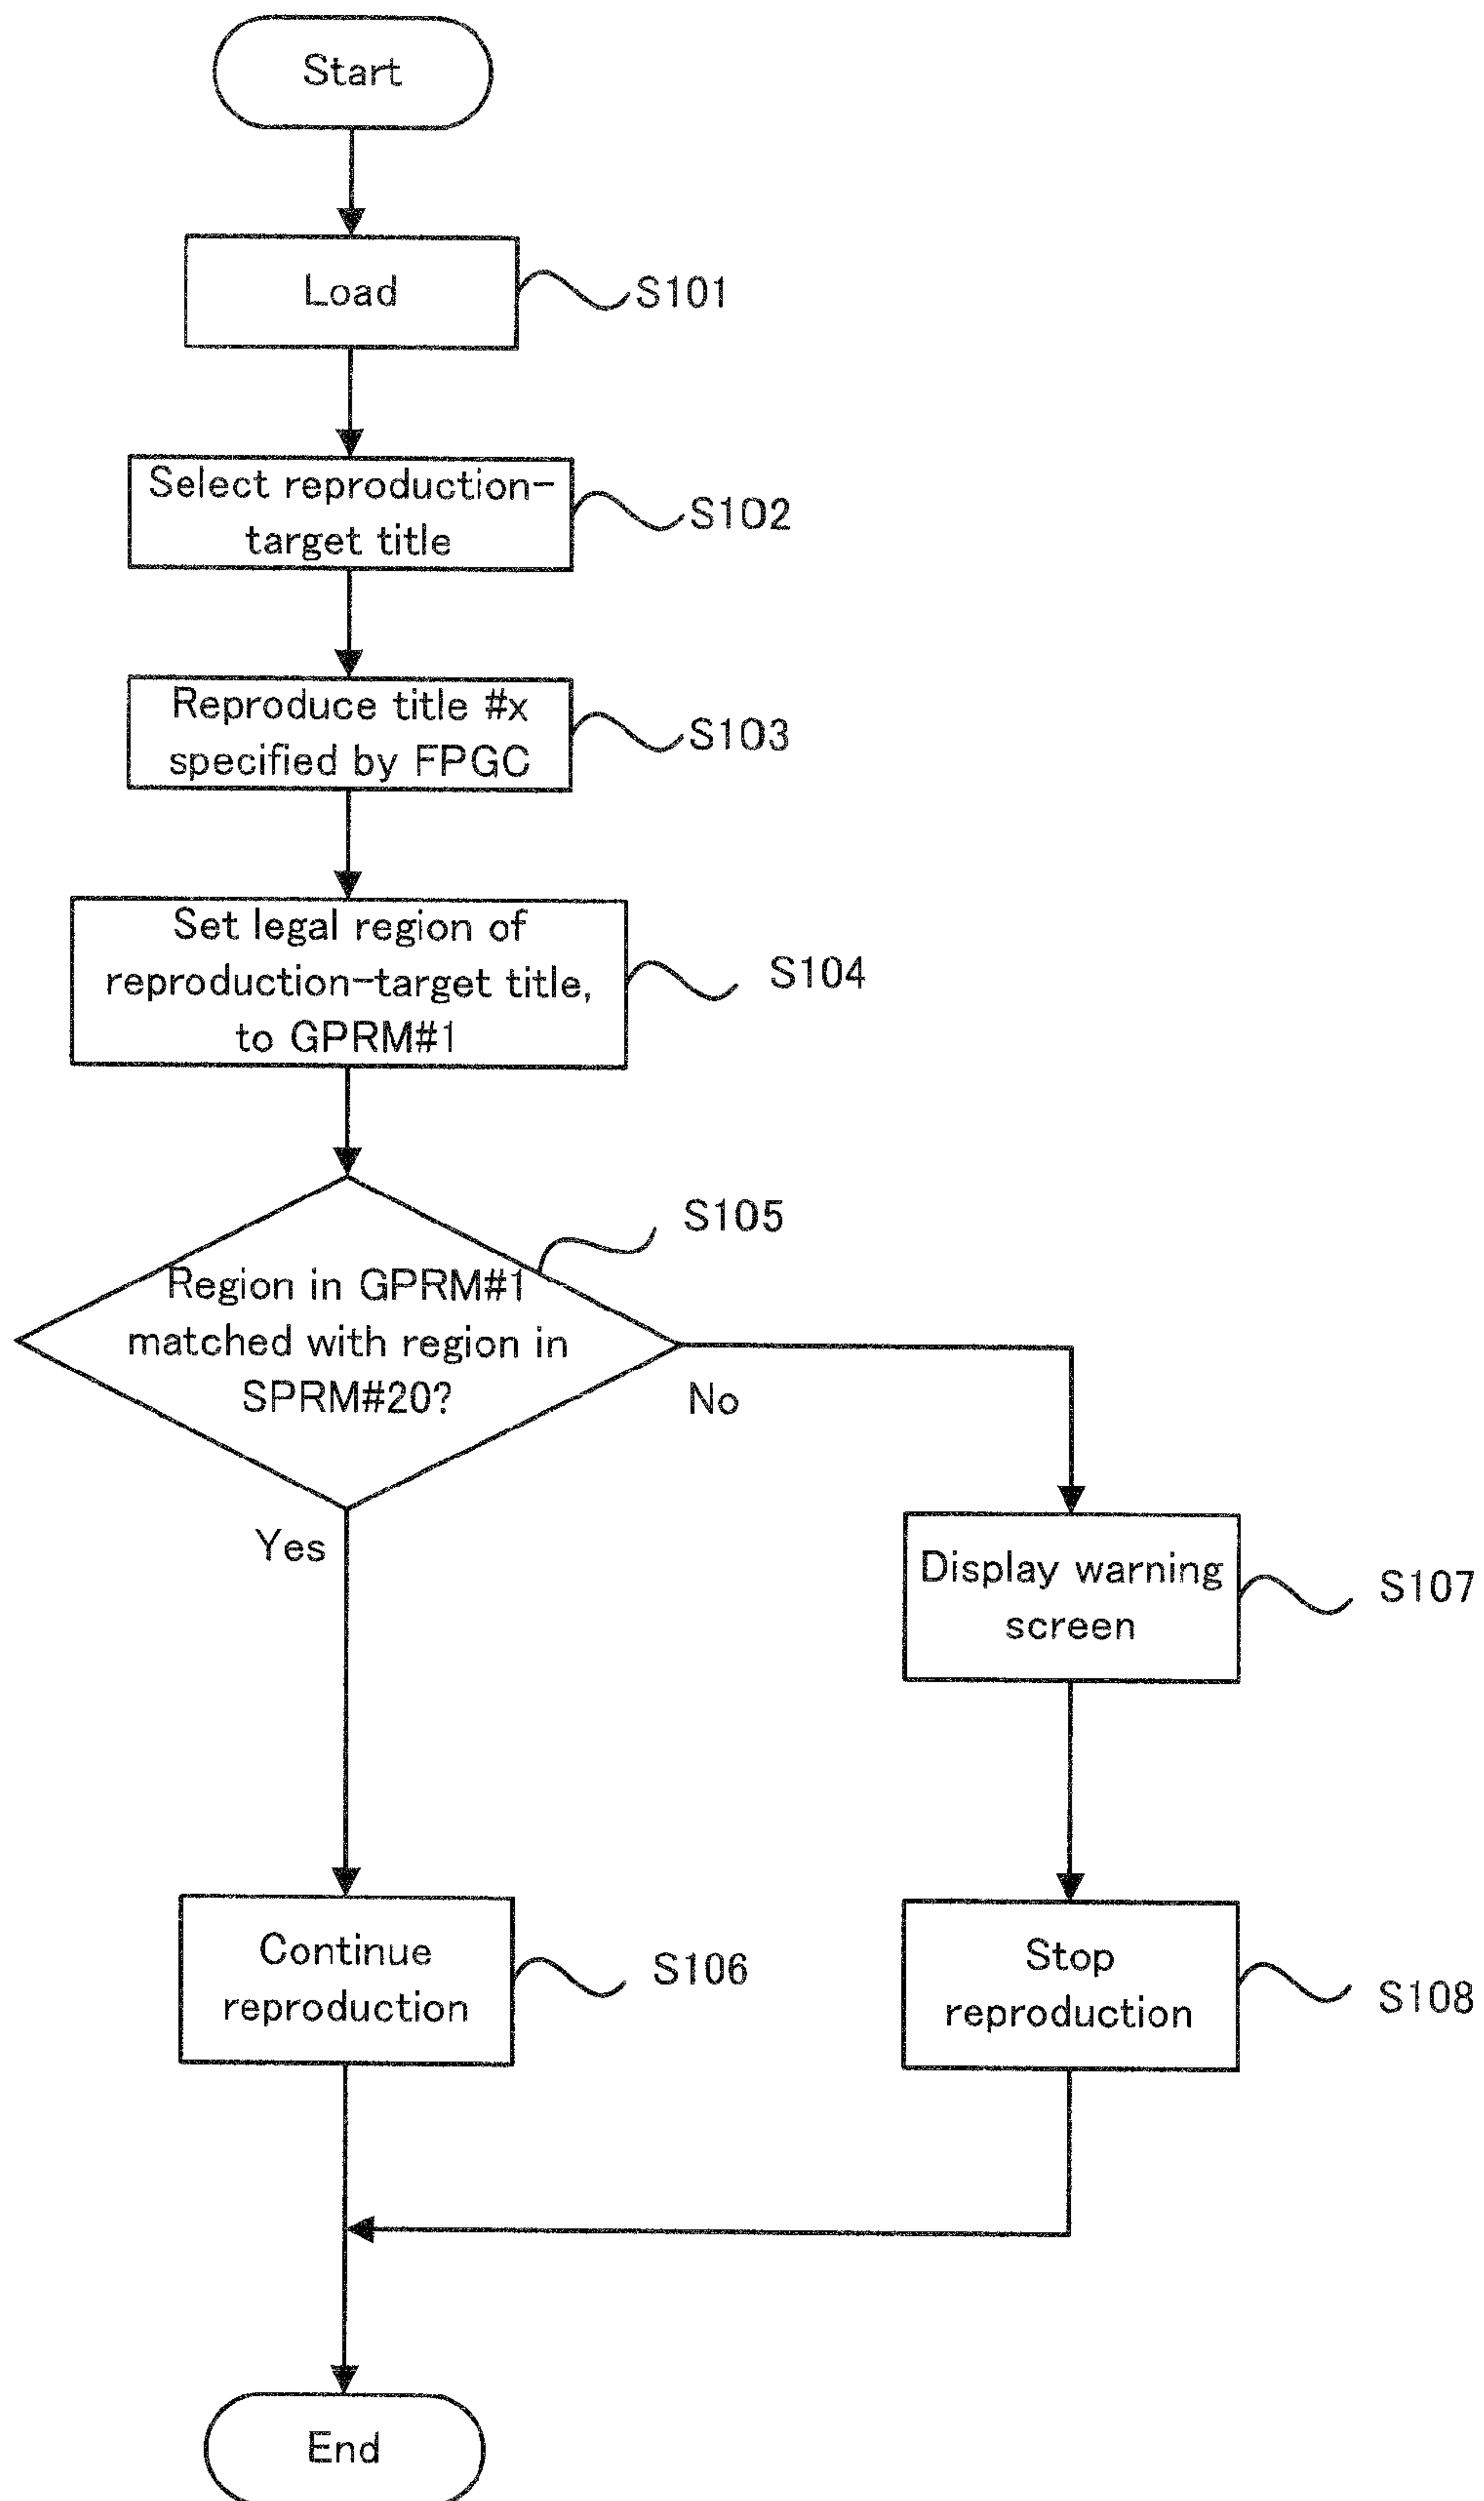 Start
Load
S101
Select reproduction-
target title
S102
Reproduce title #x
specified by FPGC
S103
Set legal region of
reproduction-target title,
to GPRM#1
S104
S105
Region in GPRM#1
matched with region in
SPRM#20?
No
Yes
Display warning
screen
S107
Continue
reproduction
S106
Stop
reproduction
S108
End